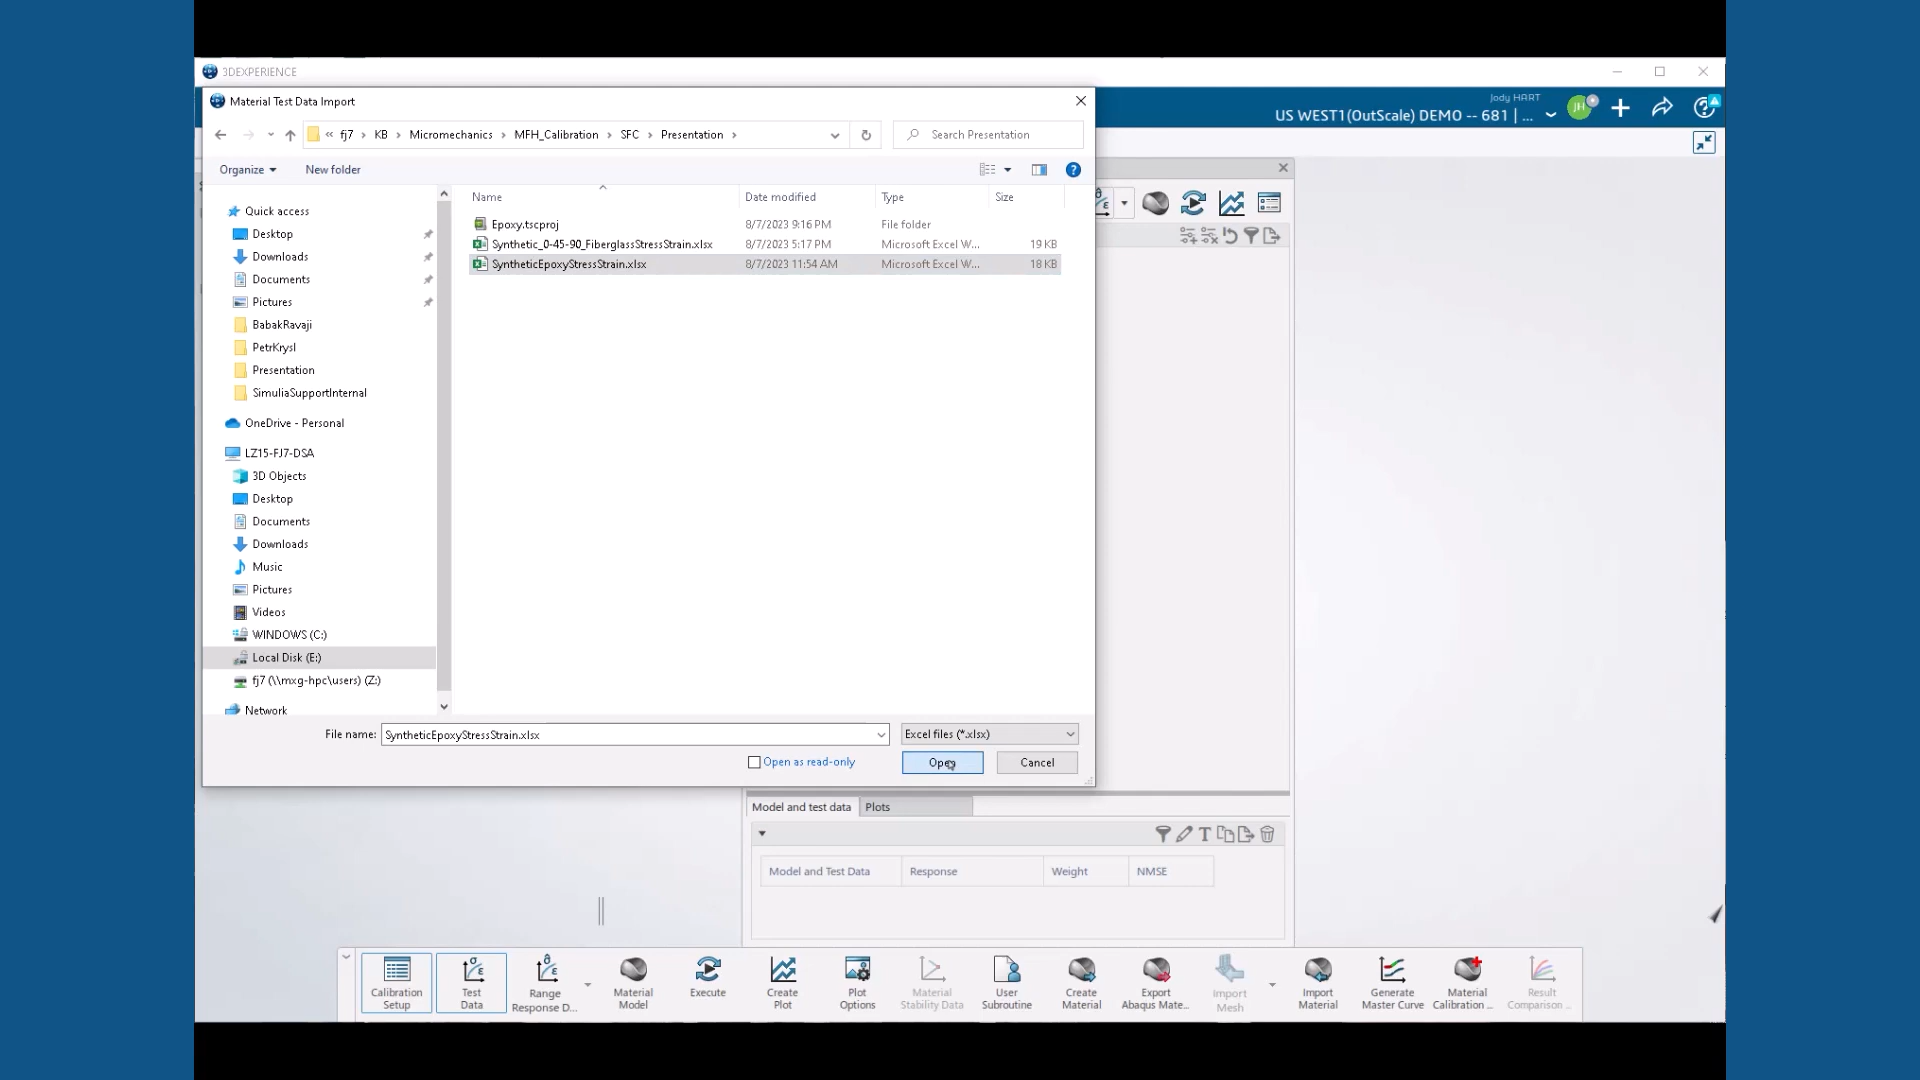 3DEXPERIENCE
Material Test Data Import
Jody HART
US WEST1(OutScale) DEMO -- 681 | ...
JH
« fj7 > KB > Micromechanics > MFH_Calibration > SFC > Presentation >
Search Presentation
Organize
New folder
Name
Date modified
Type
Size
Epoxy.tscproj
8/7/2023 9:16 PM
File folder
Synthetic_0-45-90_FiberglassStressStrain.xlsx
8/7/2023 5:17 PM
Microsoft Excel W...
19 KB
SyntheticEpoxyStressStrain.xlsx
8/7/2023 11:54 AM
Microsoft Excel W...
18 KB
Quick access
Desktop
Downloads
Documents
Pictures
BabakRavaji
PetrKrysl
Presentation
SimuliaSupportInternal
OneDrive - Personal
LZ15-FJ7-DSA
3D Objects
Desktop
Documents
Downloads
Music
Pictures
Videos
WINDOWS (C:)
Local Disk (E:)
fj7 (\\mxg-hpc\users) (Z:)
Network
File name:
SyntheticEpoxyStressStrain.xlsx
Excel files (*.xlsx)
Open as read-only
Open
Cancel
Model and test data
Plots
Model and Test Data
Response
Weight
NMSE
Calibration Setup
Test Data
Range Response D...
Material Model
Execute
Create Plot
Plot Options
Material Stability Data
User Subroutine
Create Material
Export Abaqus Mate...
Import Mesh
Import Material
Generate Master Curve
Material Calibration ...
Result Comparison ...